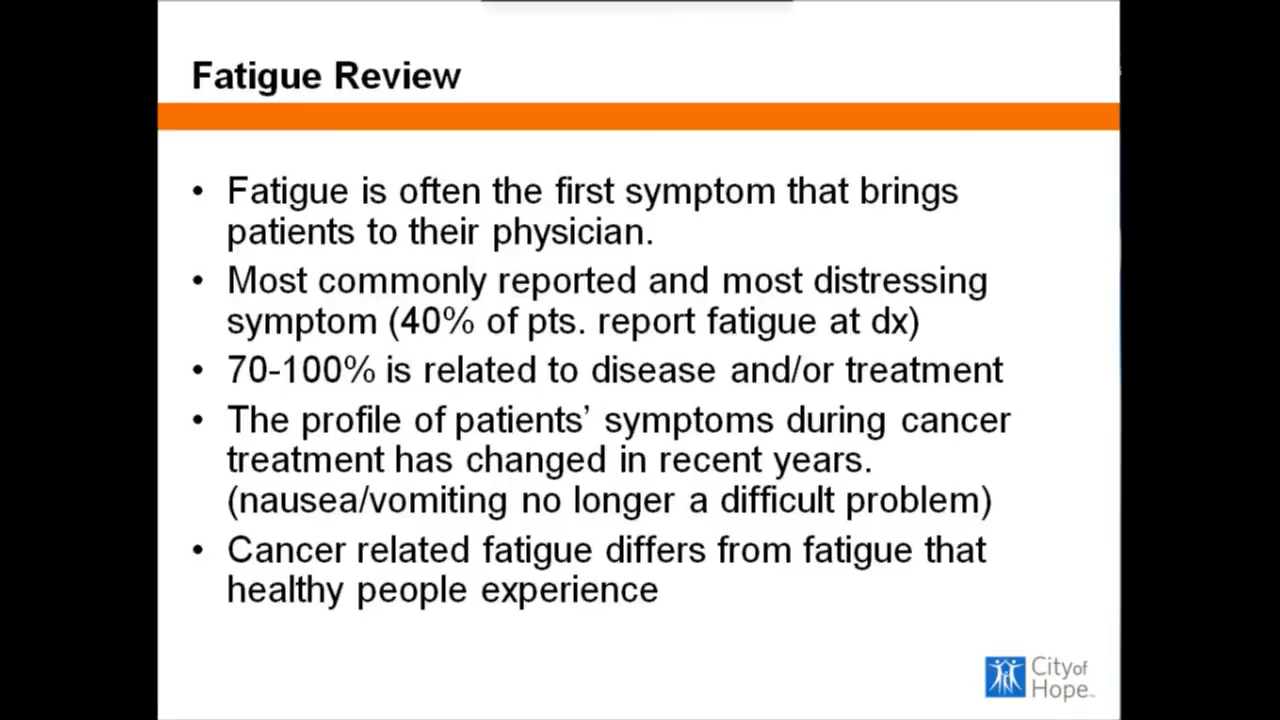 Fatigue Review
• Fatigue is often the first symptom that brings
patients to their physician.
• Most commonly reported and most distressing
symptom (40% of pts. report fatigue at dx)
• 70-100% is related to disease and/or treatment
• The profile of patients’ symptoms during cancer
treatment has changed in recent years.
(nausea/vomiting no longer a difficult problem)
• Cancer related fatigue differs from fatigue that
healthy people experience
City of
Hope™